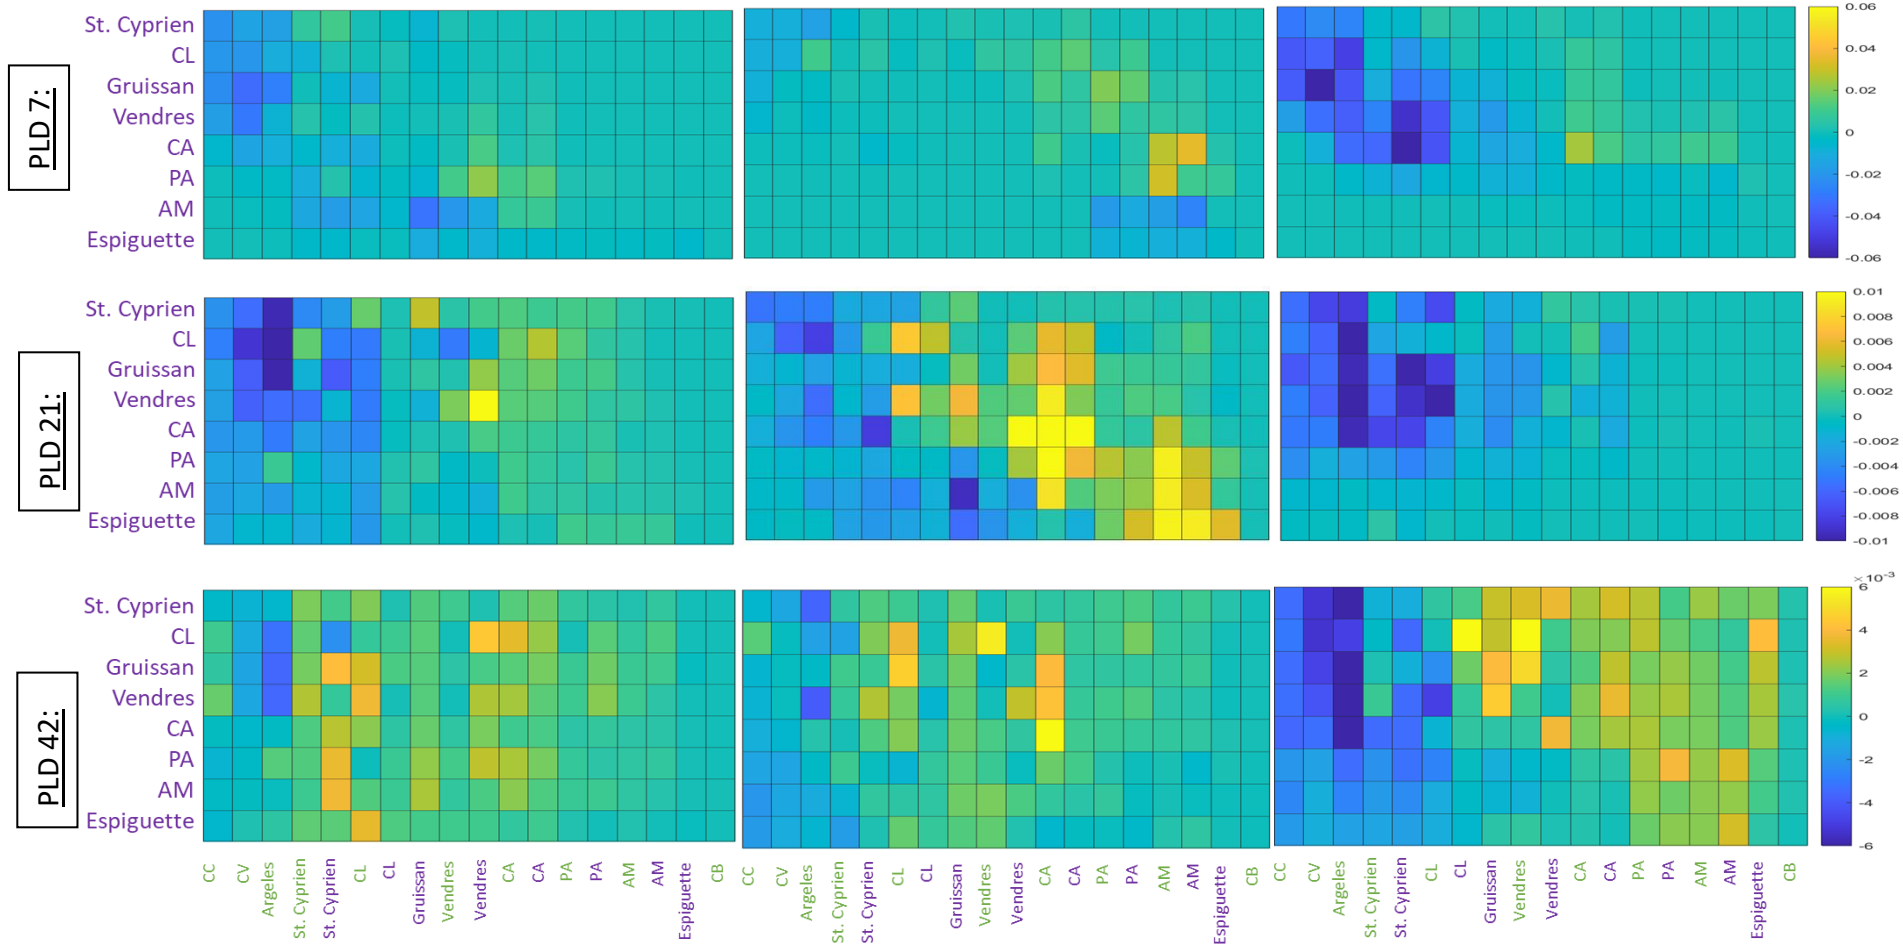 PLD 7:
St. Cyprien
CL
Gruissan
Vendres
CA
PA
AM
Espiguette
0.06
0.04
0.02
0
-0.02
-0.04
-0.06
PLD 21:
St. Cyprien
CL
Gruissan
Vendres
CA
PA
AM
Espiguette
0.01
0.008
0.006
0.004
0.002
0
-0.002
-0.004
-0.006
-0.008
-0.01
PLD 42:
St. Cyprien
CL
Gruissan
Vendres
CA
PA
AM
Espiguette
×10⁻³
6
4
2
0
-2
-4
-6
CC
CV
Argeles
St. Cyprien
St. Cyprien
CL
CL
Gruissan
Vendres
Vendres
CA
CA
PA
PA
AM
AM
Espiguette
CB
CC
CV
Argeles
St. Cyprien
St. Cyprien
CL
CL
Gruissan
Vendres
Vendres
CA
CA
PA
PA
AM
AM
Espiguette
CB
CC
CV
Argeles
St. Cyprien
St. Cyprien
CL
CL
Gruissan
Vendres
Vendres
CA
CA
PA
PA
AM
AM
Espiguette
CB